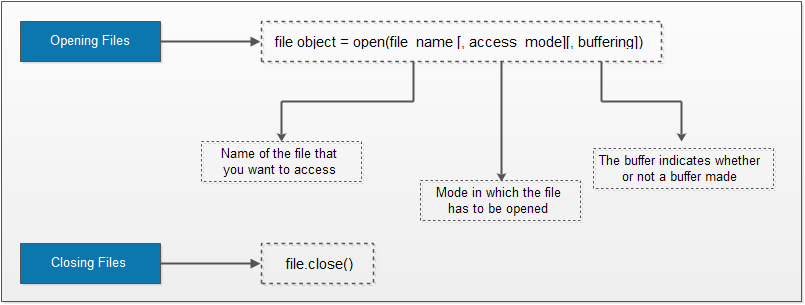 Opening Files
file object = open(file_name [, access_mode][, buffering])
Name of the file that
you want to access
The buffer indicates whether
or not a buffer made
Mode in which the file
has to be opened
Closing Files
file.close()